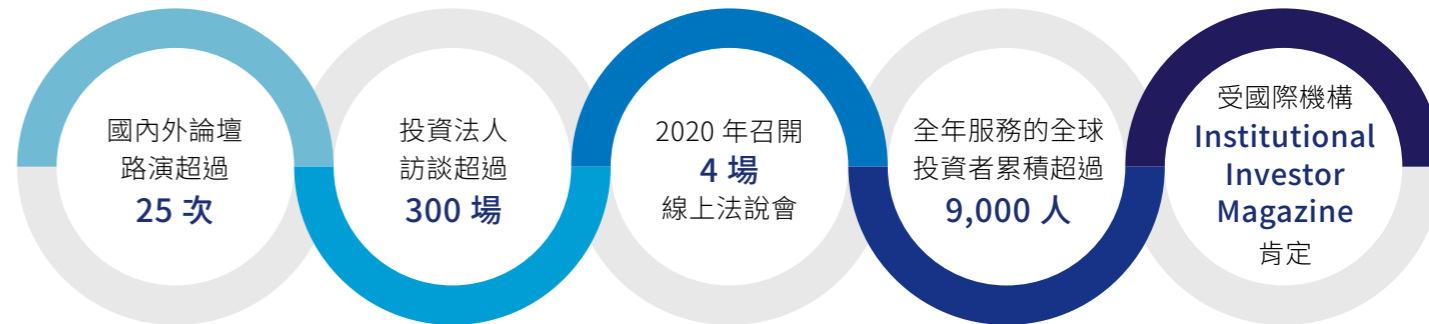 國內外論壇
路演超過
25 次
投資法人
訪談超過
300 場
2020 年召開
4 場
線上法說會
全年服務的全球
投資者累積超過
9,000 人
受國際機構
Institutional
Investor
Magazine
肯定